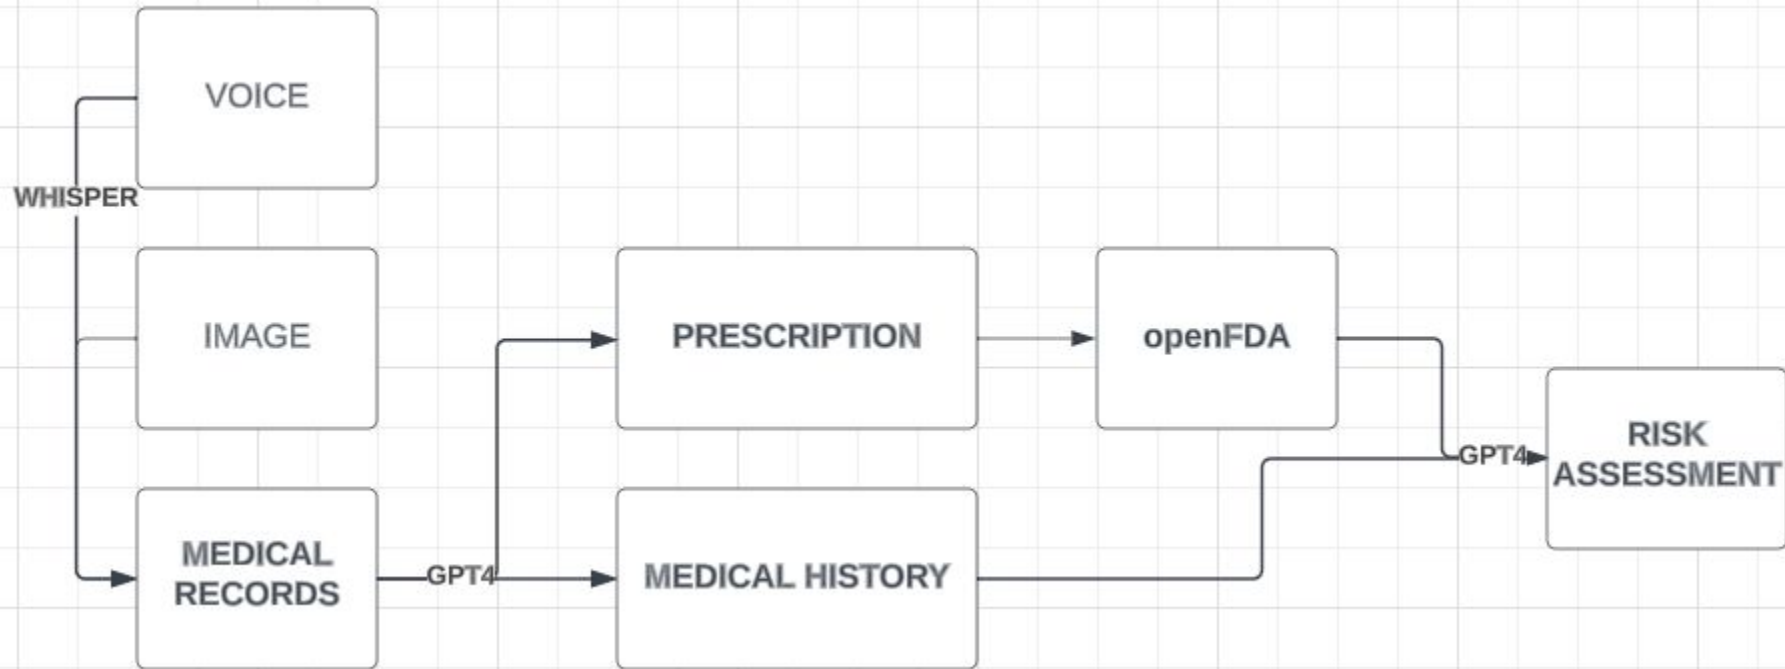 VOICE
WHISPER
IMAGE
PRESCRIPTION
openFDA
GPT4
RISK
ASSESSMENT
MEDICAL
RECORDS
GPT4
MEDICAL HISTORY